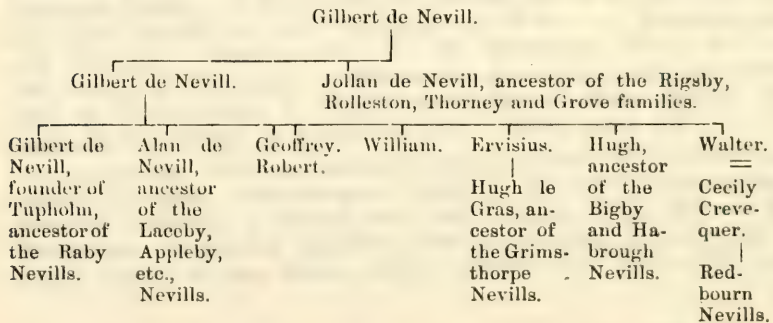 Gilbert de Nevill.
Gilbert de Nevill.
Jollan de Nevill, ancestor of the Rigsby,
Rolleston, Thorney and Grove families.
Gilbert de
Nevill,
founder of
Tupholm,
ancestor of
the Raby
Nevills.
Alan de
Nevill,
ancestor
of the
Laceby,
Appleby,
etc.,
Nevills.
Geoffrey.
Robert.
William.
Ervisius.
Hugh le
Gras, an-
cestor of
the Grims-
thorpe
Nevills.
Hugh,
ancestor
of the
Bigby
and Ha-
brough
Nevills.
Walter.
=
Cecily
Creve-
quer.
Red-
bourn
Nevills.